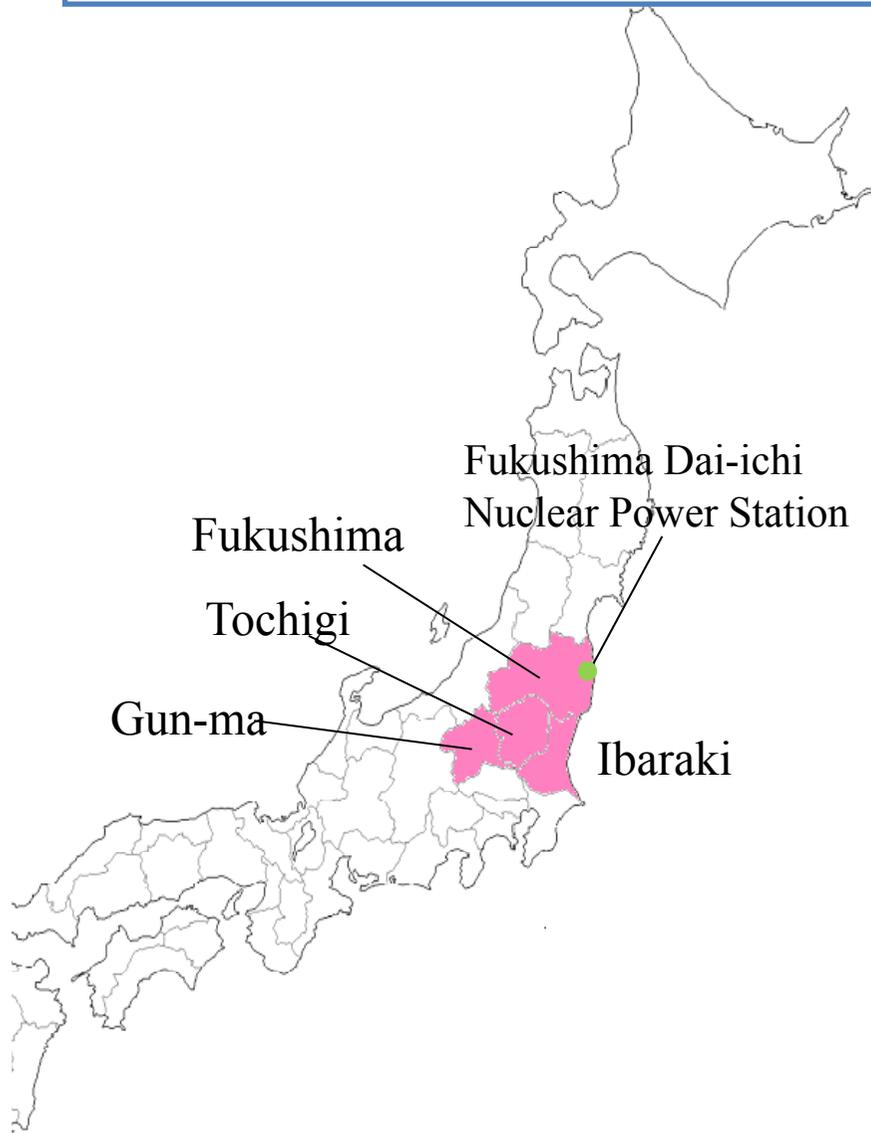 Fukushima Dai-ichi
Nuclear Power Station
Fukushima
Tochigi
Gun-ma
Ibaraki